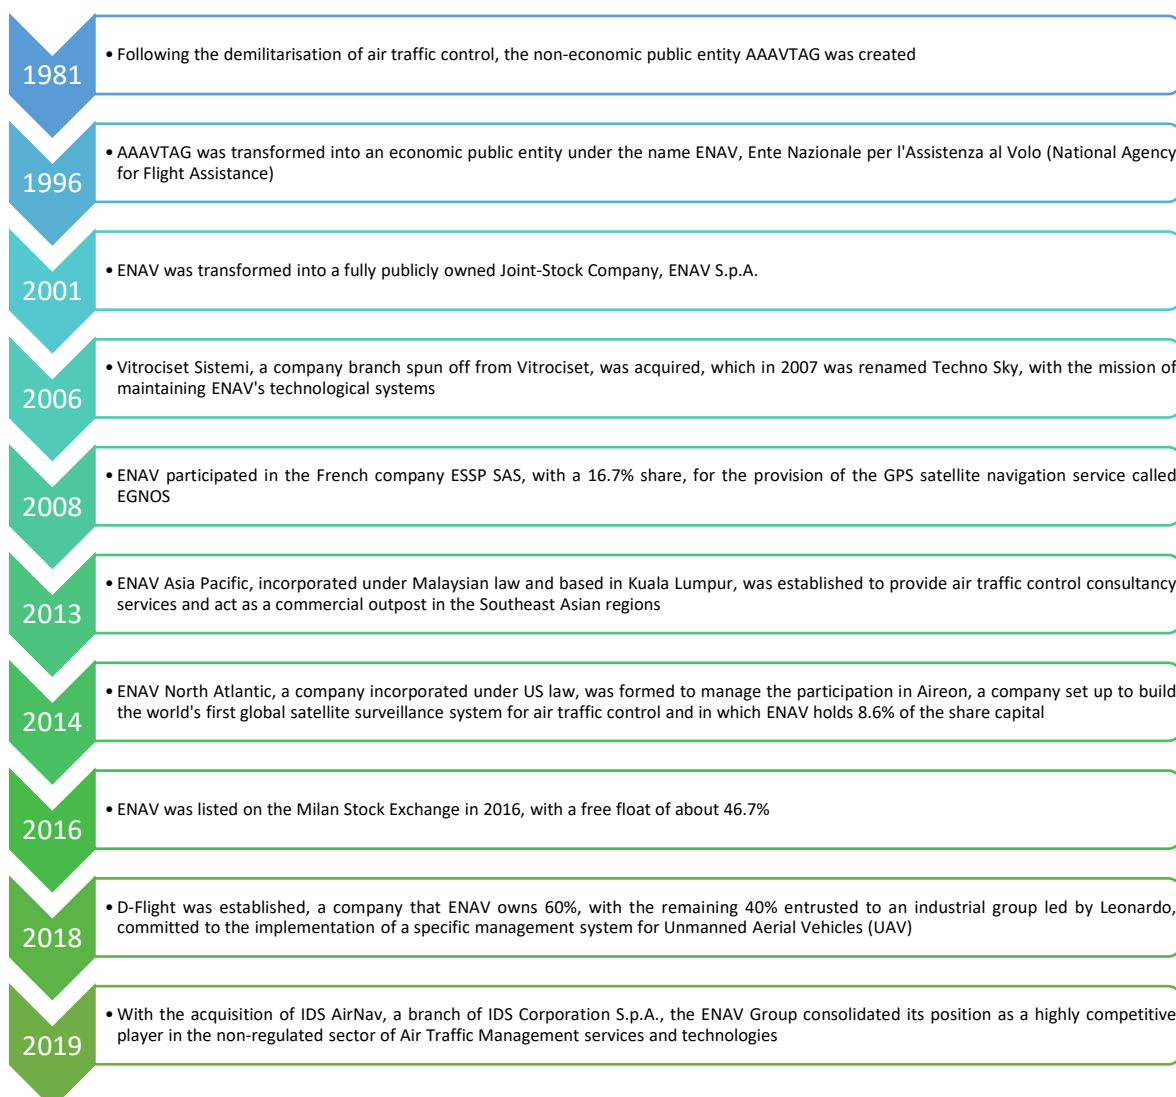 1981
• Following the demilitarisation of air traffic control, the non-economic public entity AAAVTAG was created
1996
• AAAVTAG was transformed into an economic public entity under the name ENAV, Ente Nazionale per l'Assistenza al Volo (National Agency
for Flight Assistance)
2001
• ENAV was transformed into a fully publicly owned Joint-Stock Company, ENAV S.p.A.
2006
• Vitrociset Sistemi, a company branch spun off from Vitrociset, was acquired, which in 2007 was renamed Techno Sky, with the mission of
maintaining ENAV's technological systems
2008
• ENAV participated in the French company ESSP SAS, with a 16.7% share, for the provision of the GPS satellite navigation service called
EGNOS
2013
• ENAV Asia Pacific, incorporated under Malaysian law and based in Kuala Lumpur, was established to provide air traffic control consultancy
services and act as a commercial outpost in the Southeast Asian regions
2014
• ENAV North Atlantic, a company incorporated under US law, was formed to manage the participation in Aireon, a company set up to build
the world's first global satellite surveillance system for air traffic control and in which ENAV holds 8.6% of the share capital
2016
• ENAV was listed on the Milan Stock Exchange in 2016, with a free float of about 46.7%
2018
• D-Flight was established, a company that ENAV owns 60%, with the remaining 40% entrusted to an industrial group led by Leonardo,
committed to the implementation of a specific management system for Unmanned Aerial Vehicles (UAV)
2019
• With the acquisition of IDS AirNav, a branch of IDS Corporation S.p.A., the ENAV Group consolidated its position as a highly competitive
player in the non-regulated sector of Air Traffic Management services and technologies